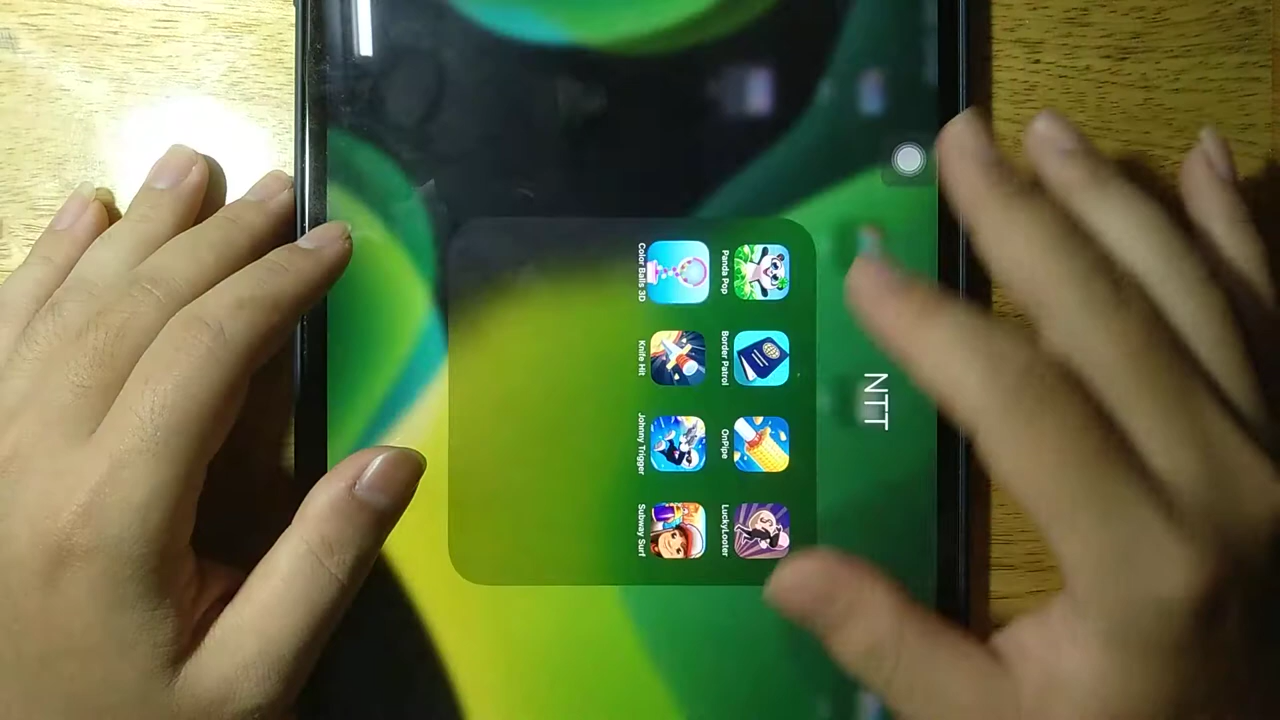 NTT
Panda Pop
Border Patrol
OnPipe
LuckyLooter
Color Balls 3D
Knife Hit
Johnny Trigger
Subway Surf